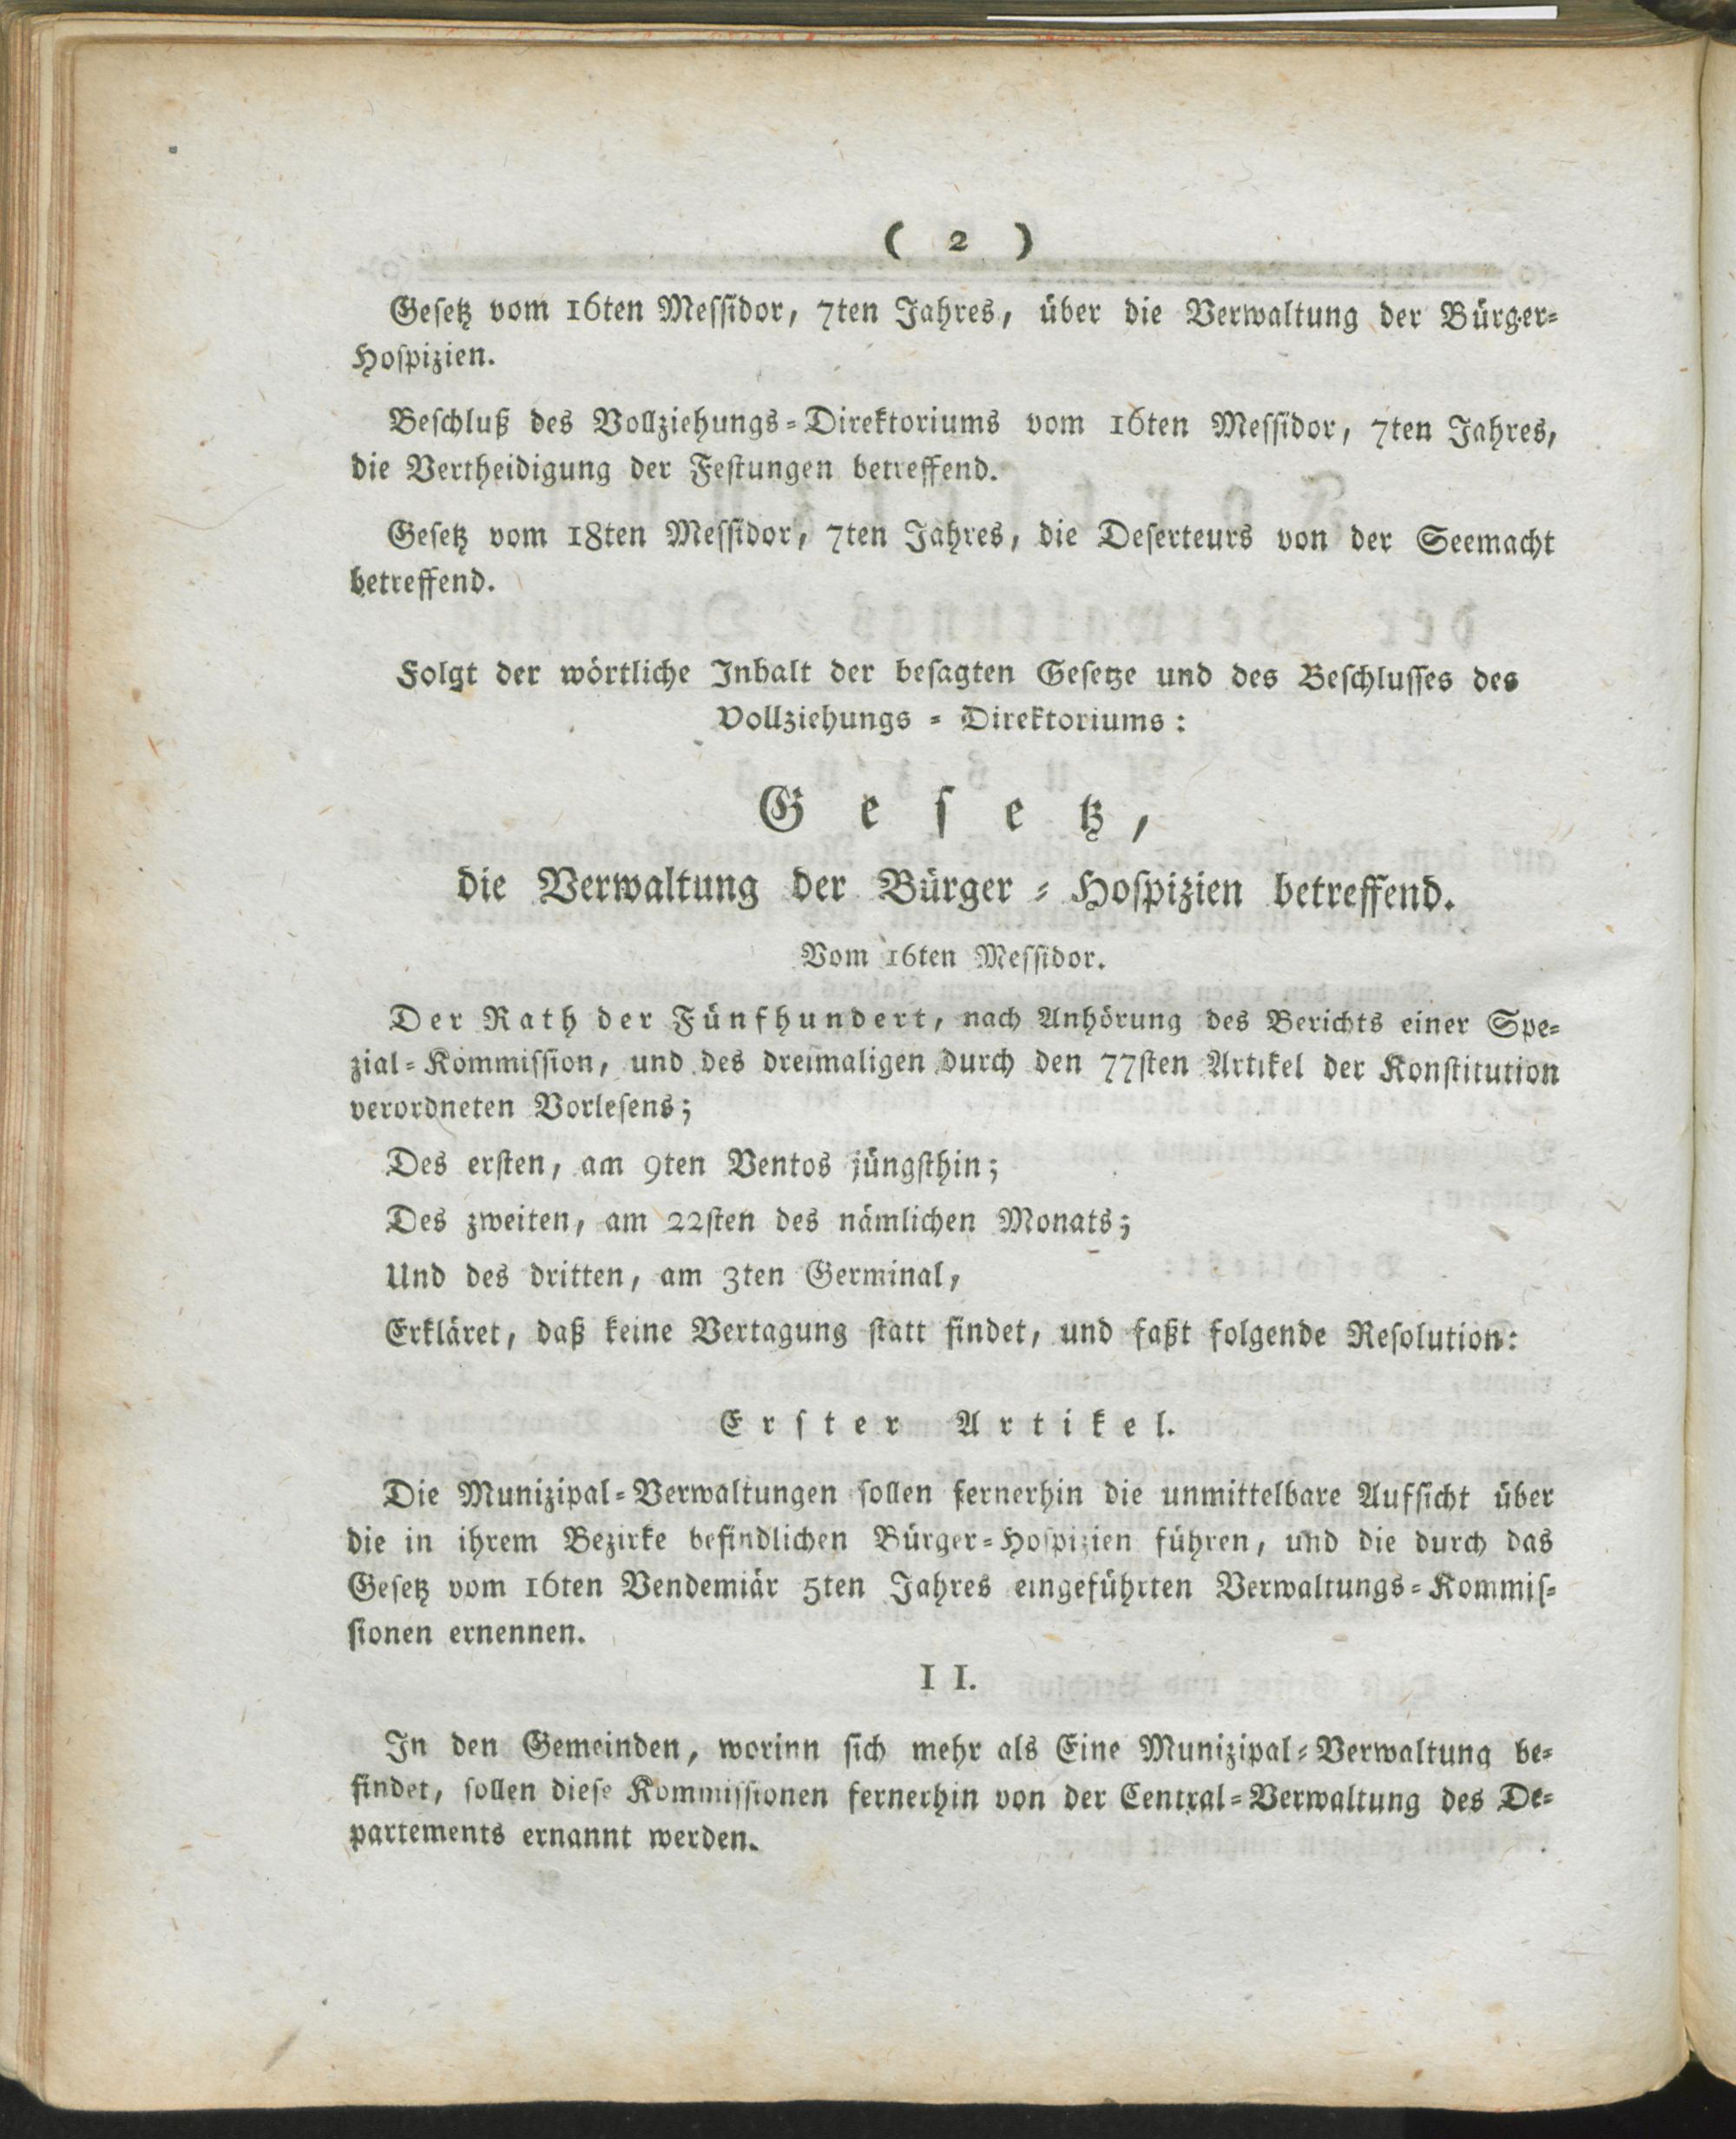 ( 2 )
Geſetz vom 16ten Meſſidor, 7ten Jahres, über die Verwaltung der Bürger-
Hoſpizien.
Beſchluß des Vollziehungs-Direktoriums vom 16ten Meſſidor, 7ten Jahres,
die Vertheidigung der Feſtungen betreffend.
Geſetz vom 18ten Meſſidor, 7ten Jahres, die Deſerteurs von der Seemacht
betreffend.
Folgt der wörtliche Inhalt der beſagten Geſetze und des Beſchluſſes des
Vollziehungs-Direktoriums:
Geſetz,
die Verwaltung der Bürger-Hoſpizien betreffend.
Vom 16ten Meſſidor.
Der Rath der Fünfhundert, nach Anhörung des Berichts einer Spe-
zial-Kommiſſion, und des dreimaligen durch den 77ſten Artikel der Konſtitution
verordneten Vorleſens;
Des erſten, am 9ten Ventos jüngſthin;
Des zweiten, am 22ſten des nämlichen Monats;
Und des dritten, am 3ten Germinal,
Erkläret, daß keine Vertagung ſtatt findet, und faßt folgende Reſolution:
Erſter Artikel.
Die Munizipal-Verwaltungen ſollen fernerhin die unmittelbare Aufſicht über
die in ihrem Bezirke befindlichen Bürger-Hoſpizien führen, und die durch das
Geſetz vom 16ten Vendemiär 5ten Jahres eingeführten Verwaltungs-Kommiſ-
ſionen ernennen.
II.
In den Gemeinden, worinn ſich mehr als Eine Munizipal-Verwaltung be-
findet, ſollen dieſe Kommiſſionen fernerhin von der Central-Verwaltung des De-
partements ernannt werden.